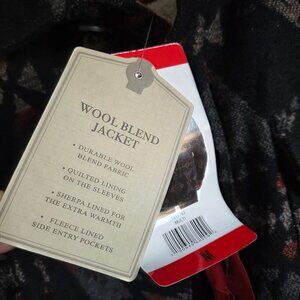 WOOL BLEND
JACKET
• DURABLE WOOL
BLEND FABRIC
• QUILTED LINING
ON THE SLEEVES
• SHERPA LINED FOR
THE EXTRA WARMTH
• FLEECE LINED
SIDE ENTRY POCKETS
M